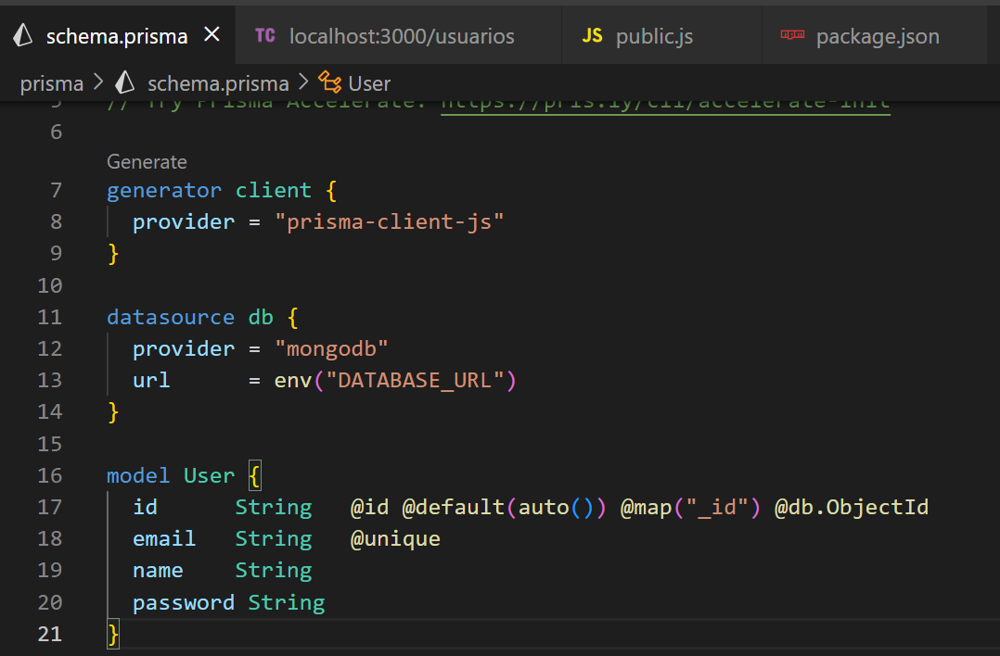 schema.prisma × TC localhost:3000/usuarios JS public.js npm package.json
prisma > schema.prisma > User
5 // Try Prisma Accelerate: https://pris.ly/cli/accelerate-init
6
Generate
7 generator client {
8 provider = "prisma-client-js"
9 }
10
11 datasource db {
12 provider = "mongodb"
13 url = env("DATABASE_URL")
14 }
15
16 model User {
17 id String @id @default(auto()) @map("_id") @db.ObjectId
18 email String @unique
19 name String
20 password String
21 }